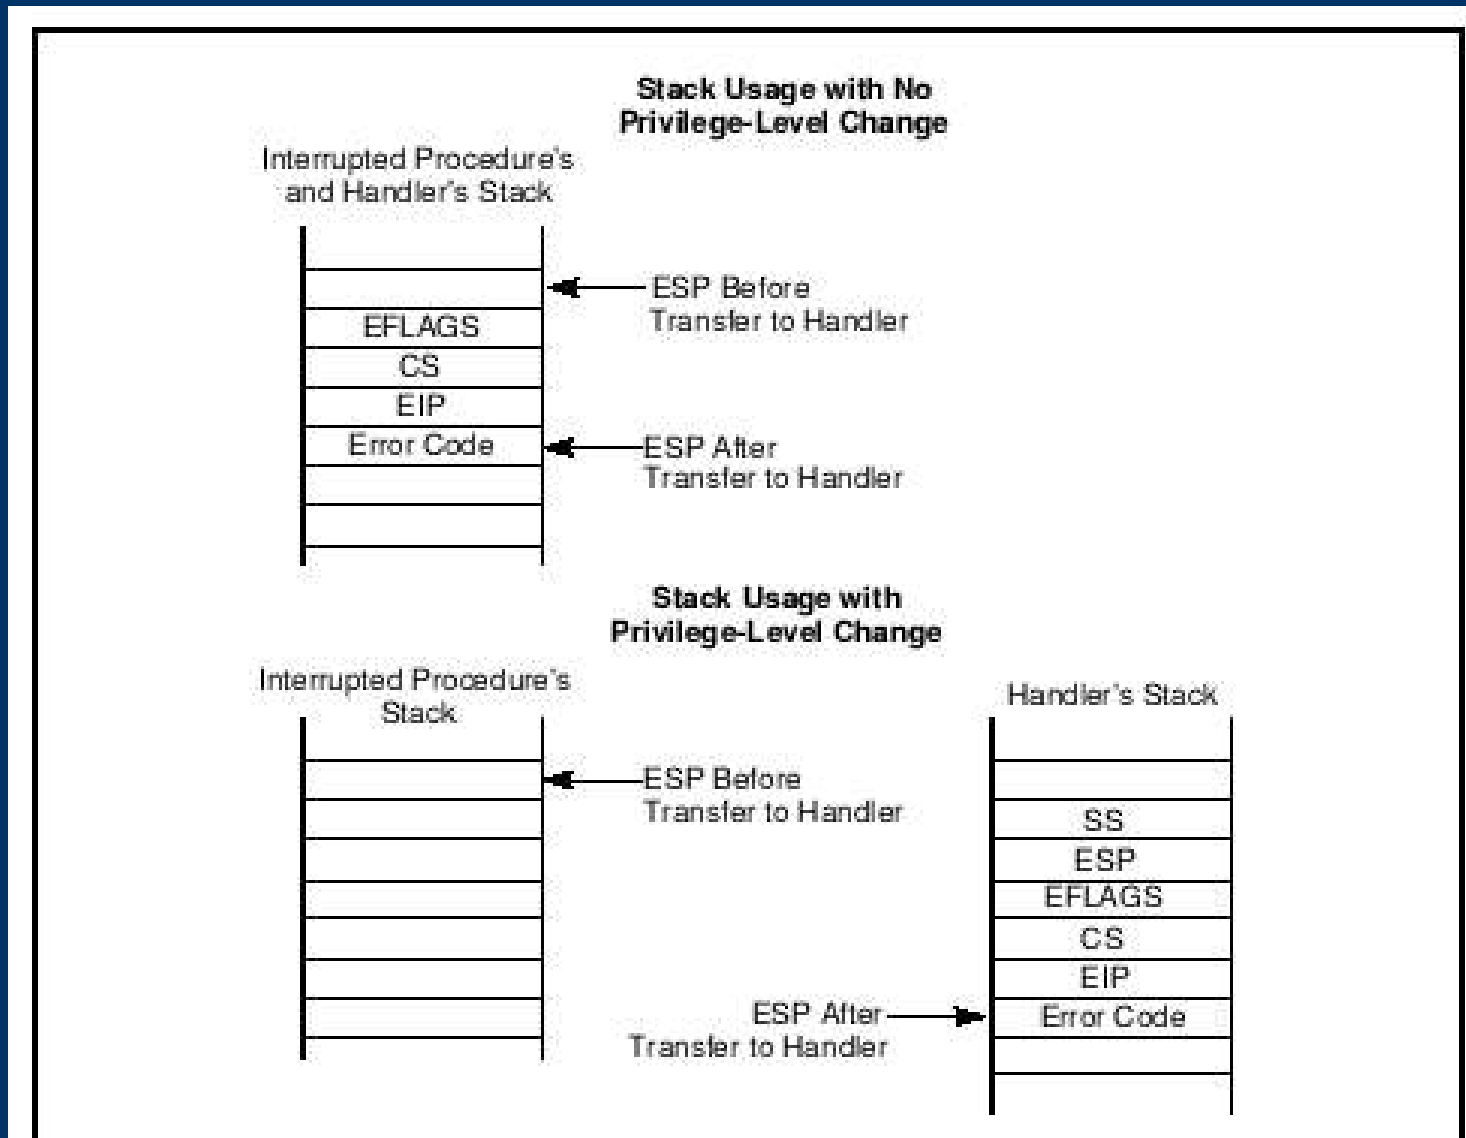 Stack Usage with No
Privilege-Level Change
Interrupted Procedure's
and Handler's Stack
ESP Before
Transfer to Handler
EFLAGS
CS
EIP
Error Code
ESP After
Transfer to Handler
Stack Usage with
Privilege-Level Change
Interrupted Procedure's
Stack
Handler's Stack
ESP Before
Transfer to Handler
SS
ESP
EFLAGS
CS
EIP
ESP After
Transfer to Handler
Error Code